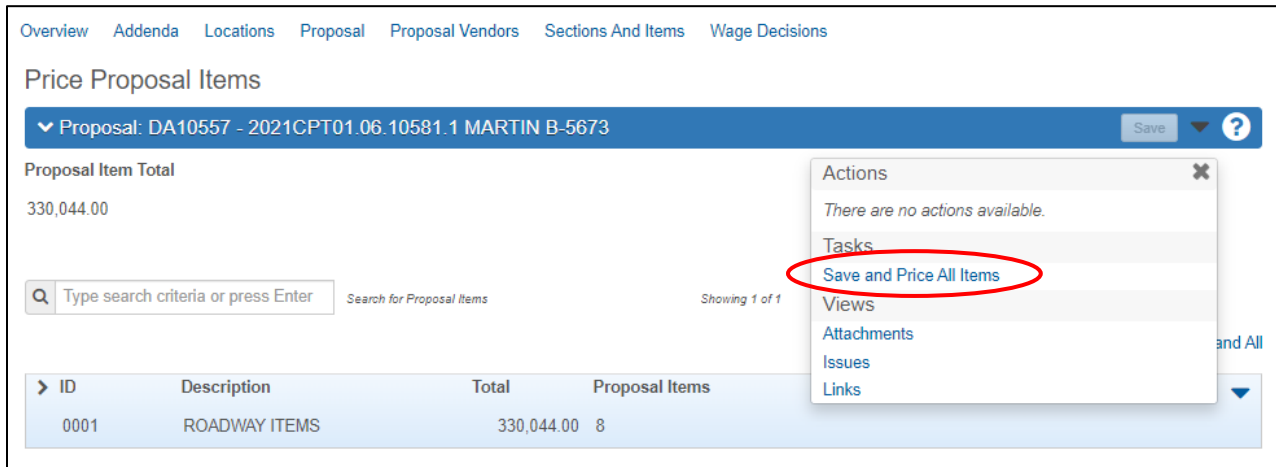 Overview Addenda Locations Proposal Proposal Vendors Sections And Items Wage Decisions
Price Proposal Items
Proposal: DA10557 - 2021CPT01.06.10581.1 MARTIN B-5673 Save ?
Proposal Item Total
330,044.00
Actions
There are no actions available.
Tasks
Save and Price All Items
Views
Attachments
Issues
Links
Type search criteria or press Enter Search for Proposal Items Showing 1 of 1
and All
ID Description Total Proposal Items
0001 ROADWAY ITEMS 330,044.00 8